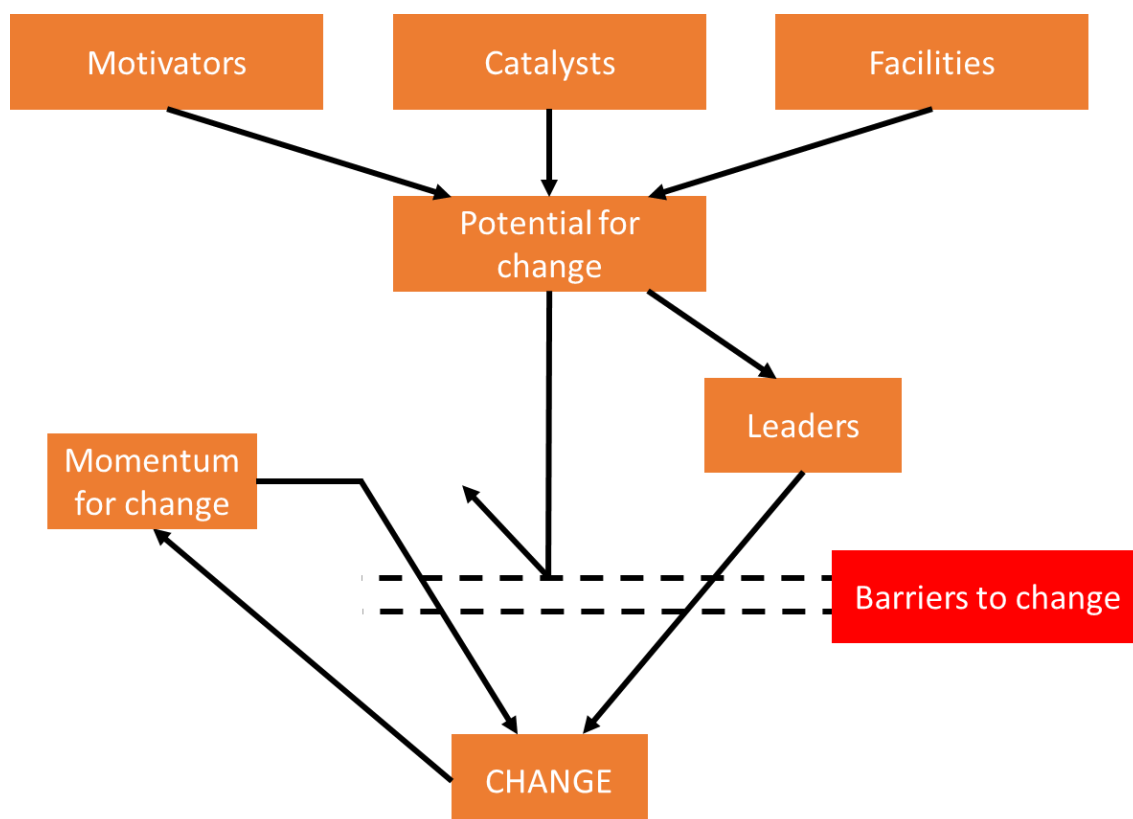 Motivators
Catalysts
Facilities
Potential for
change
Leaders
Momentum
for change
Barriers to change
CHANGE